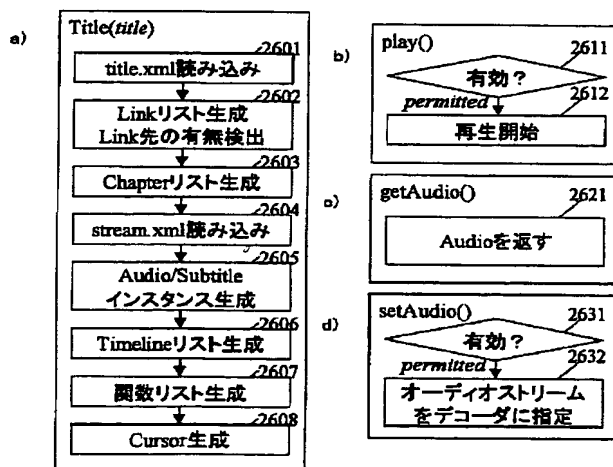 a)
Title(title)
2601
title.xml読み込み
2602
Linkリスト生成
Link先の有無検出
2603
Chapterリスト生成
2604
stream.xml読み込み
2605
Audio/Subtitle
インスタンス生成
2606
Timelineリスト生成
2607
関数リスト生成
2608
Cursor生成
b)
play()
2611
有効?
permitted
2612
再生開始
c)
getAudio()
2621
Audioを返す
d)
setAudio()
2631
有効?
permitted
2632
オーディオストリーム
をデコーダに指定